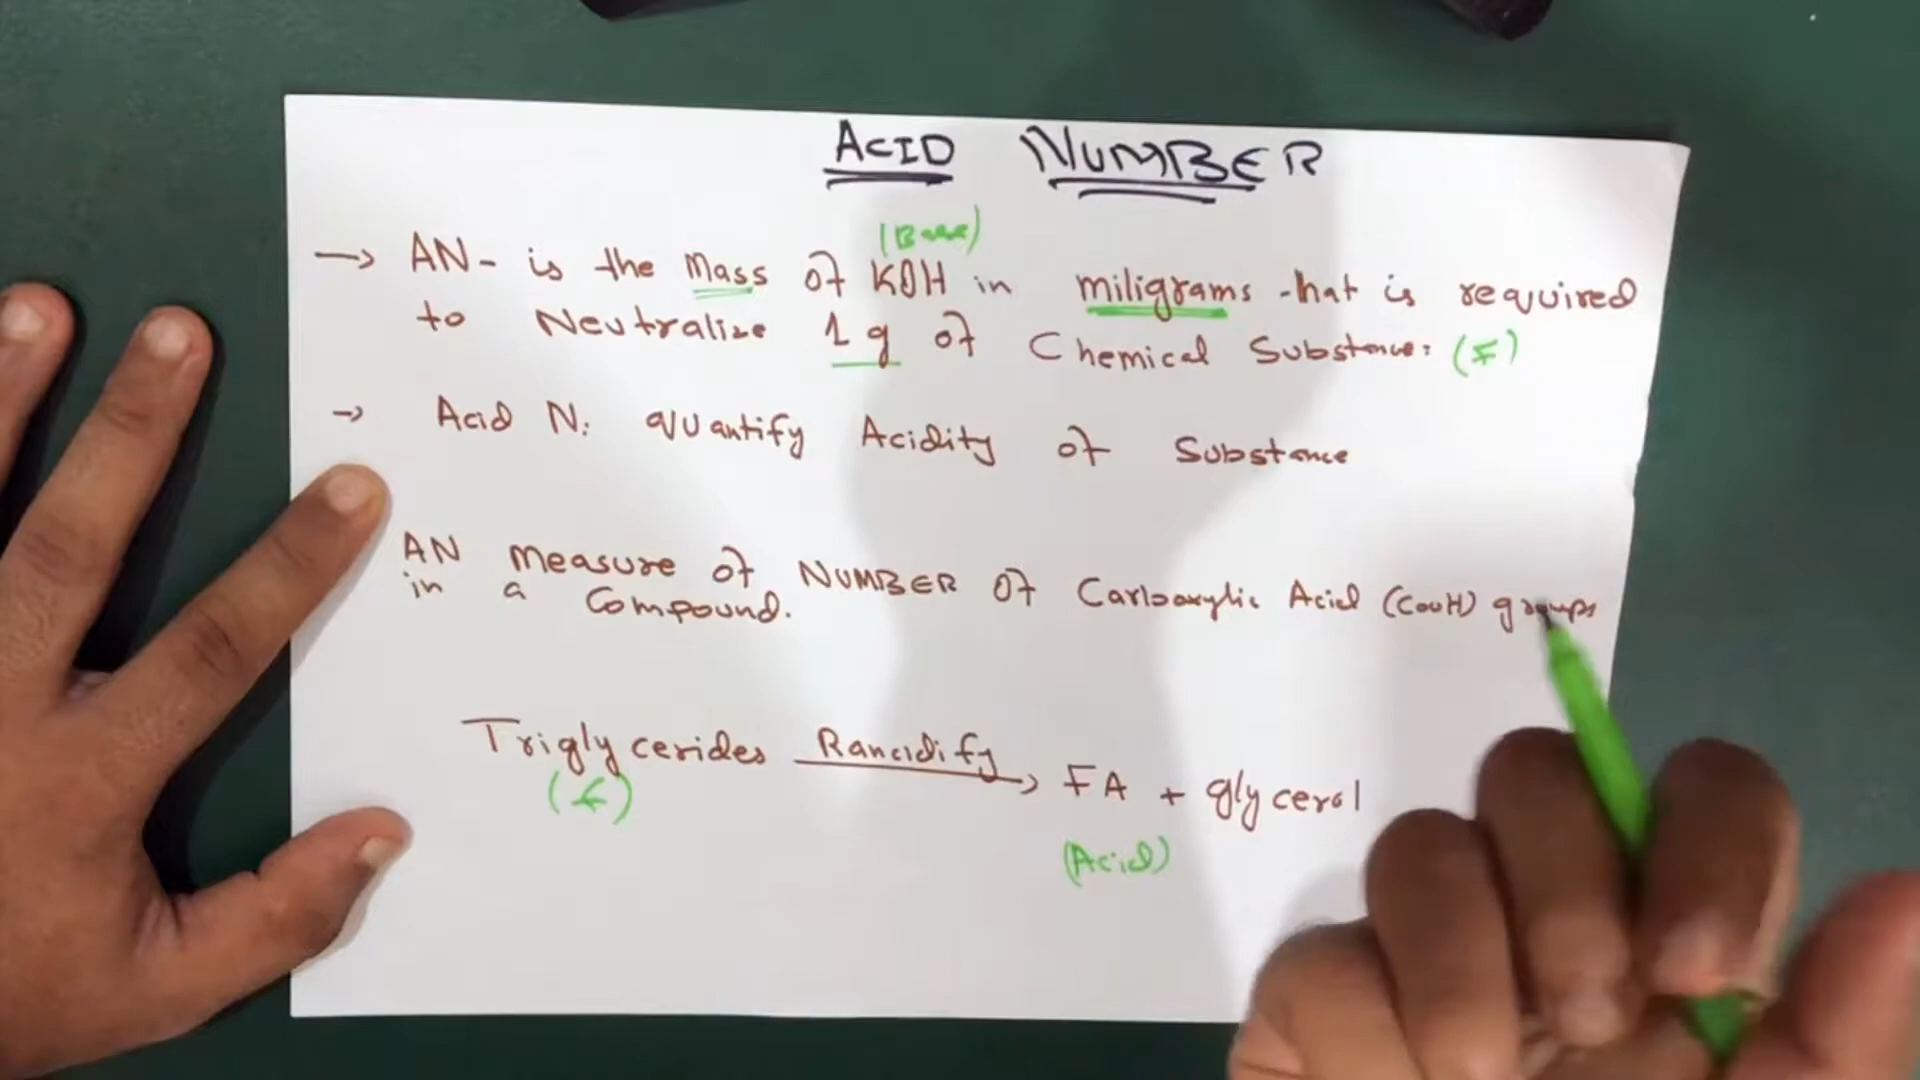 ACID NUMBER
(Base)
→ AN- is the Mass of KOH in miligrams that is required
to Neutralize 1 g of Chemical Substance. (F)
→ Acid N: quantify Acidity of Substance
AN measure of NUMBER of Carboxylic Acid (COOH) groups
in a Compound.
Triglycerides Rancidify → FA + glycerol
(Acid)